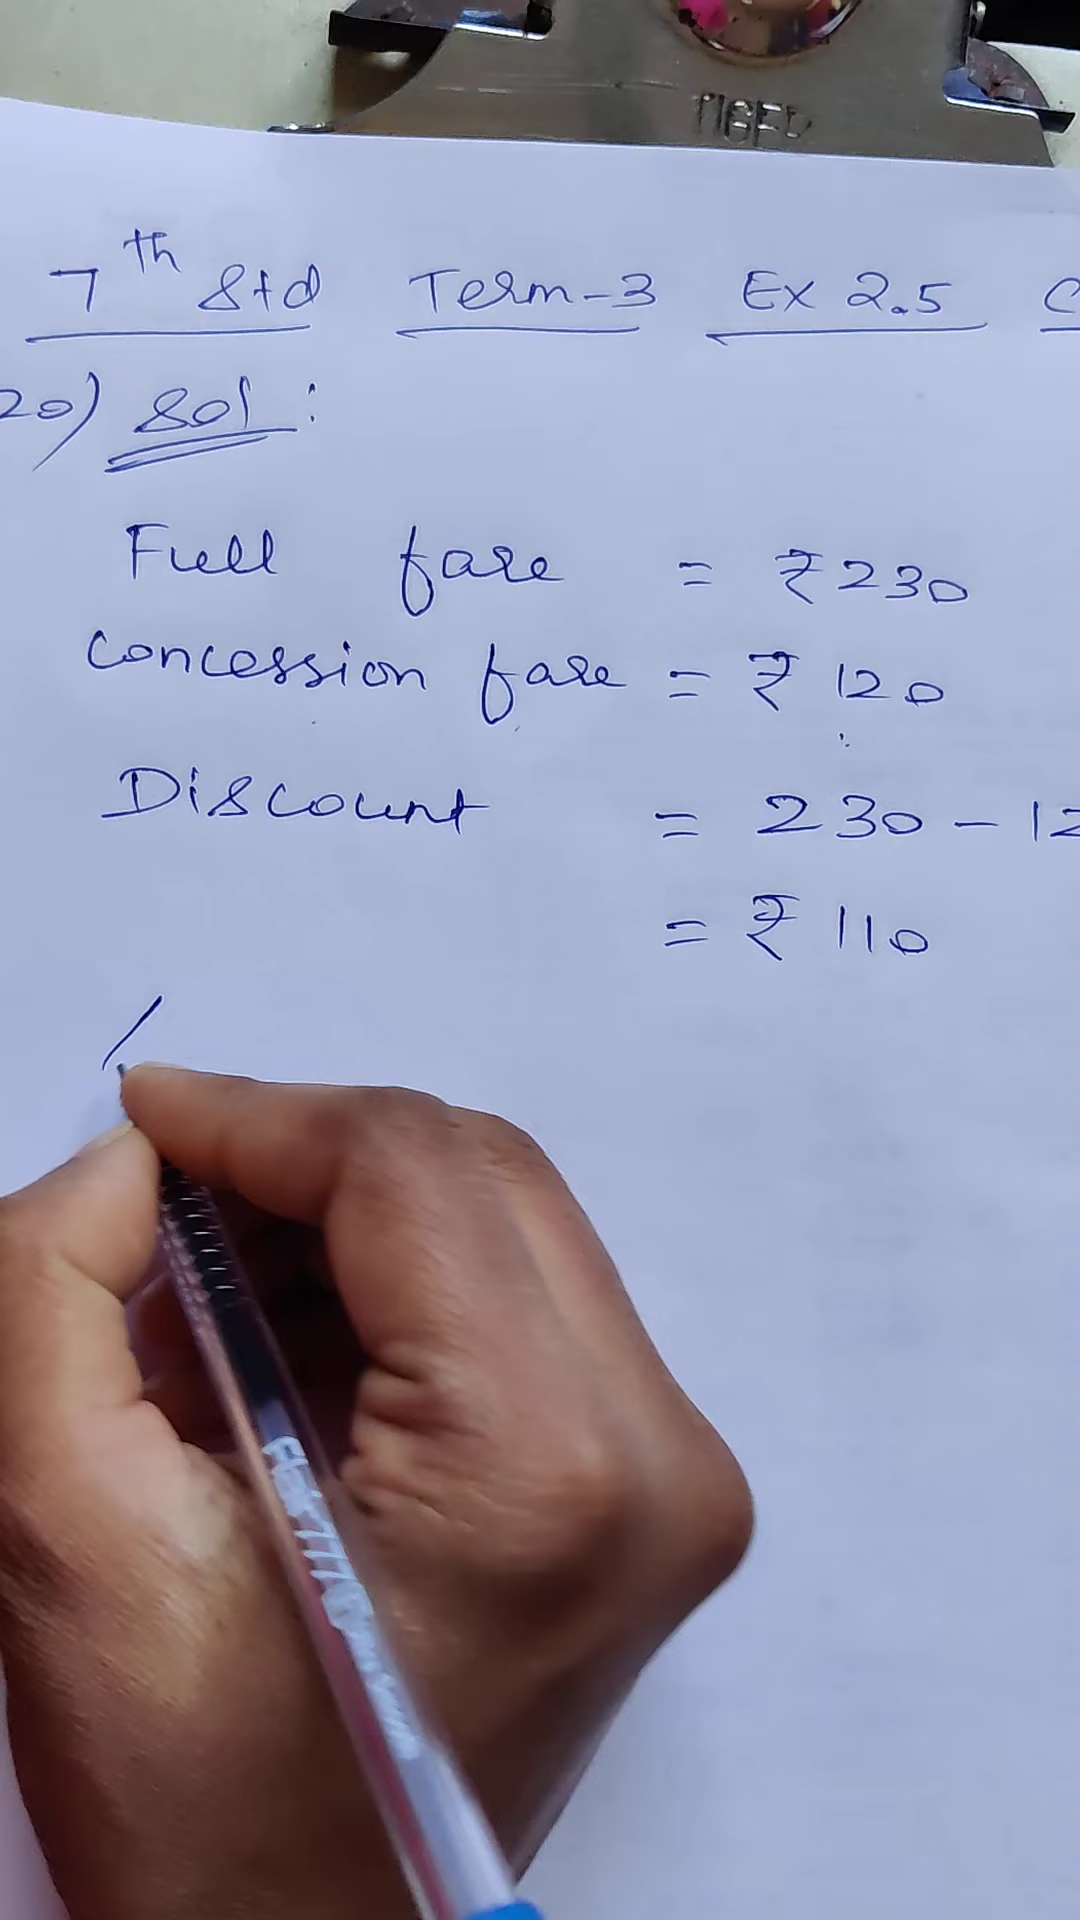 TIGER
7th Std Term-3 Ex 2.5
20) Sol:
Full fare = ₹230
Concession fare = ₹ 120
Discount = 230 - 12
= ₹ 110